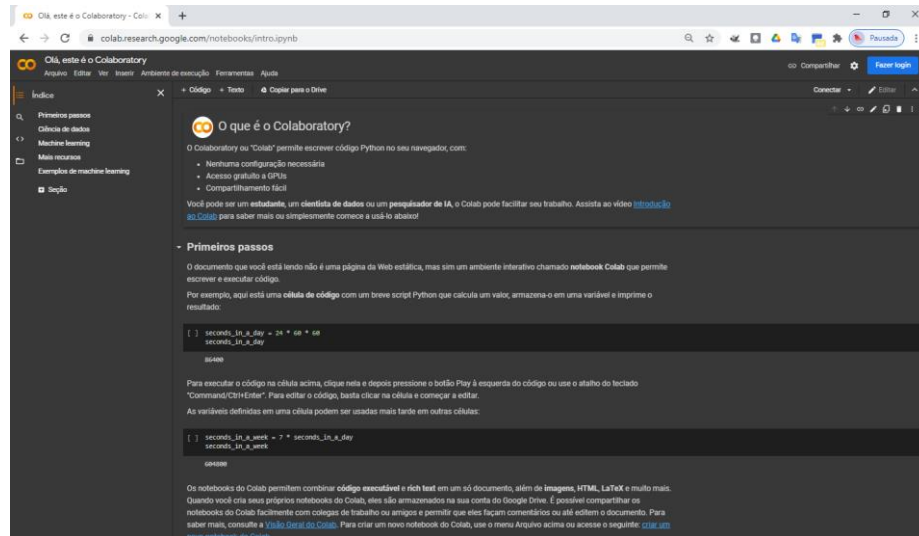 Olá, este é o Colaboratory - Cola
colab.research.google.com/notebooks/intro.ipynb
Pausada
Olá, este é o Colaboratory
Arquivo Editar Ver Inserir Ambiente de execução Ferramentas Ajuda
Compartilhar
Fazer login
Índice
Primeiros passos
Ciência de dados
Machine learning
Mais recursos
Exemplos de machine learning
Seção
+ Código + Texto Copiar para o Drive
Conectar
Editar
CO O que é o Colaboratory?
O Colaboratory ou "Colab" permite escrever código Python no seu navegador, com:
• Nenhuma configuração necessária
• Acesso gratuito a GPUs
• Compartilhamento fácil
Você pode ser um estudante, um cientista de dados ou um pesquisador de IA, o Colab pode facilitar seu trabalho. Assista ao vídeo Introdução
ao Colab para saber mais ou simplesmente comece a usá-lo abaixo!
Primeiros passos
O documento que você está lendo não é uma página da Web estática, mas sim um ambiente interativo chamado notebook Colab que permite
escrever e executar código.
Por exemplo, aqui está uma célula de código com um breve script Python que calcula um valor, armazena-o em uma variável e imprime o
resultado:
[ ] seconds_in_a_day = 24 * 60 * 60
seconds_in_a_day
86400
Para executar o código na célula acima, clique nela e depois pressione o botão Play à esquerda do código ou use o atalho do teclado
"Command/Ctrl+Enter". Para editar o código, basta clicar na célula e começar a editar.
As variáveis definidas em uma célula podem ser usadas mais tarde em outras células:
[ ] seconds_in_a_week = 7 * seconds_in_a_day
seconds_in_a_week
604800
Os notebooks do Colab permitem combinar código executável e rich text em um só documento, além de imagens, HTML, LaTeX e muito mais.
Quando você cria seus próprios notebooks do Colab, eles são armazenados na sua conta do Google Drive. É possível compartilhar os
notebooks do Colab facilmente com colegas de trabalho ou amigos e permitir que eles façam comentários ou até editem o documento. Para
saber mais, consulte a Visão Geral do Colab. Para criar um novo notebook do Colab, use o menu Arquivo acima ou acesse o seguinte: criar um
novo notebook do Colab.